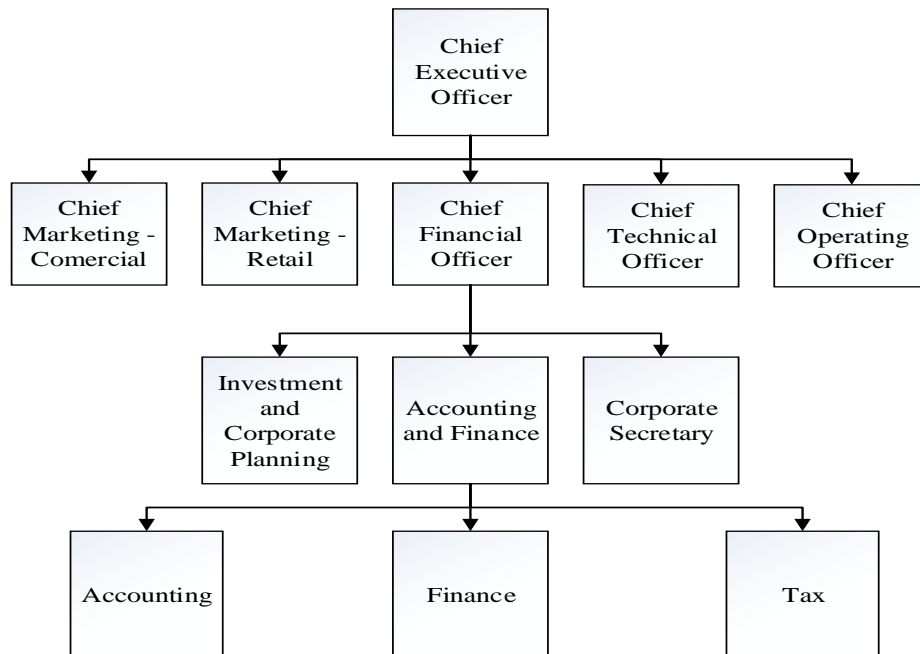 Chief
Executive
Officer
Chief
Marketing -
Comercial
Chief
Marketing -
Retail
Chief
Financial
Officer
Chief
Technical
Officer
Chief
Operating
Officer
Investment
and
Corporate
Planning
Accounting
and Finance
Corporate
Secretary
Accounting
Finance
Tax